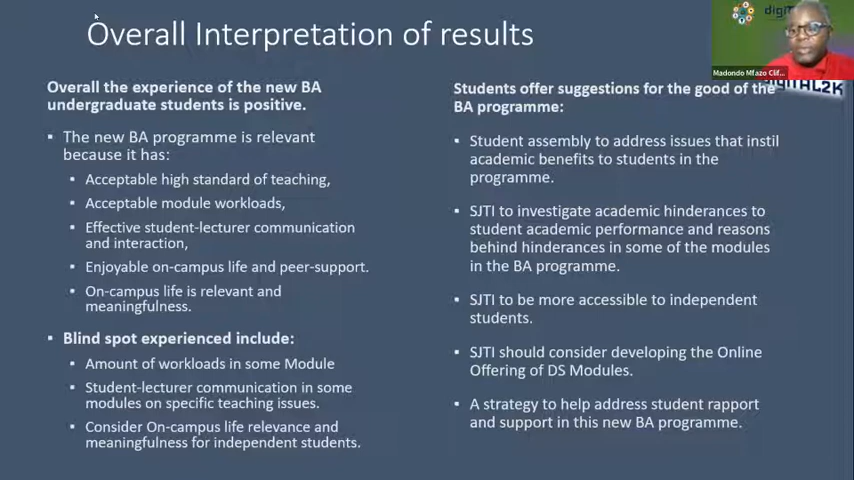 Overall Interpretation of results
Overall the experience of the new BA
undergraduate students is positive.
▪ The new BA programme is relevant
because it has:
▪ Acceptable high standard of teaching,
▪ Acceptable module workloads,
▪ Effective student-lecturer communication
and interaction,
▪ Enjoyable on-campus life and peer-support.
▪ On-campus life is relevant and
meaningfulness.
▪ Blind spot experienced include:
▪ Amount of workloads in some Module
▪ Student-lecturer communication in some
modules on specific teaching issues.
▪ Consider On-campus life relevance and
meaningfulness for independent students.
Students offer suggestions for the good of the
BA programme:
▪ Student assembly to address issues that instil
academic benefits to students in the
programme.
▪ SJTI to investigate academic hinderances to
student academic performance and reasons
behind hinderances in some of the modules
in the BA programme.
▪ SJTI to be more accessible to independent
students.
▪ SJTI should consider developing the Online
Offering of DS Modules.
▪ A strategy to help address student rapport
and support in this new BA programme.
Madondo Mfazo Clif...